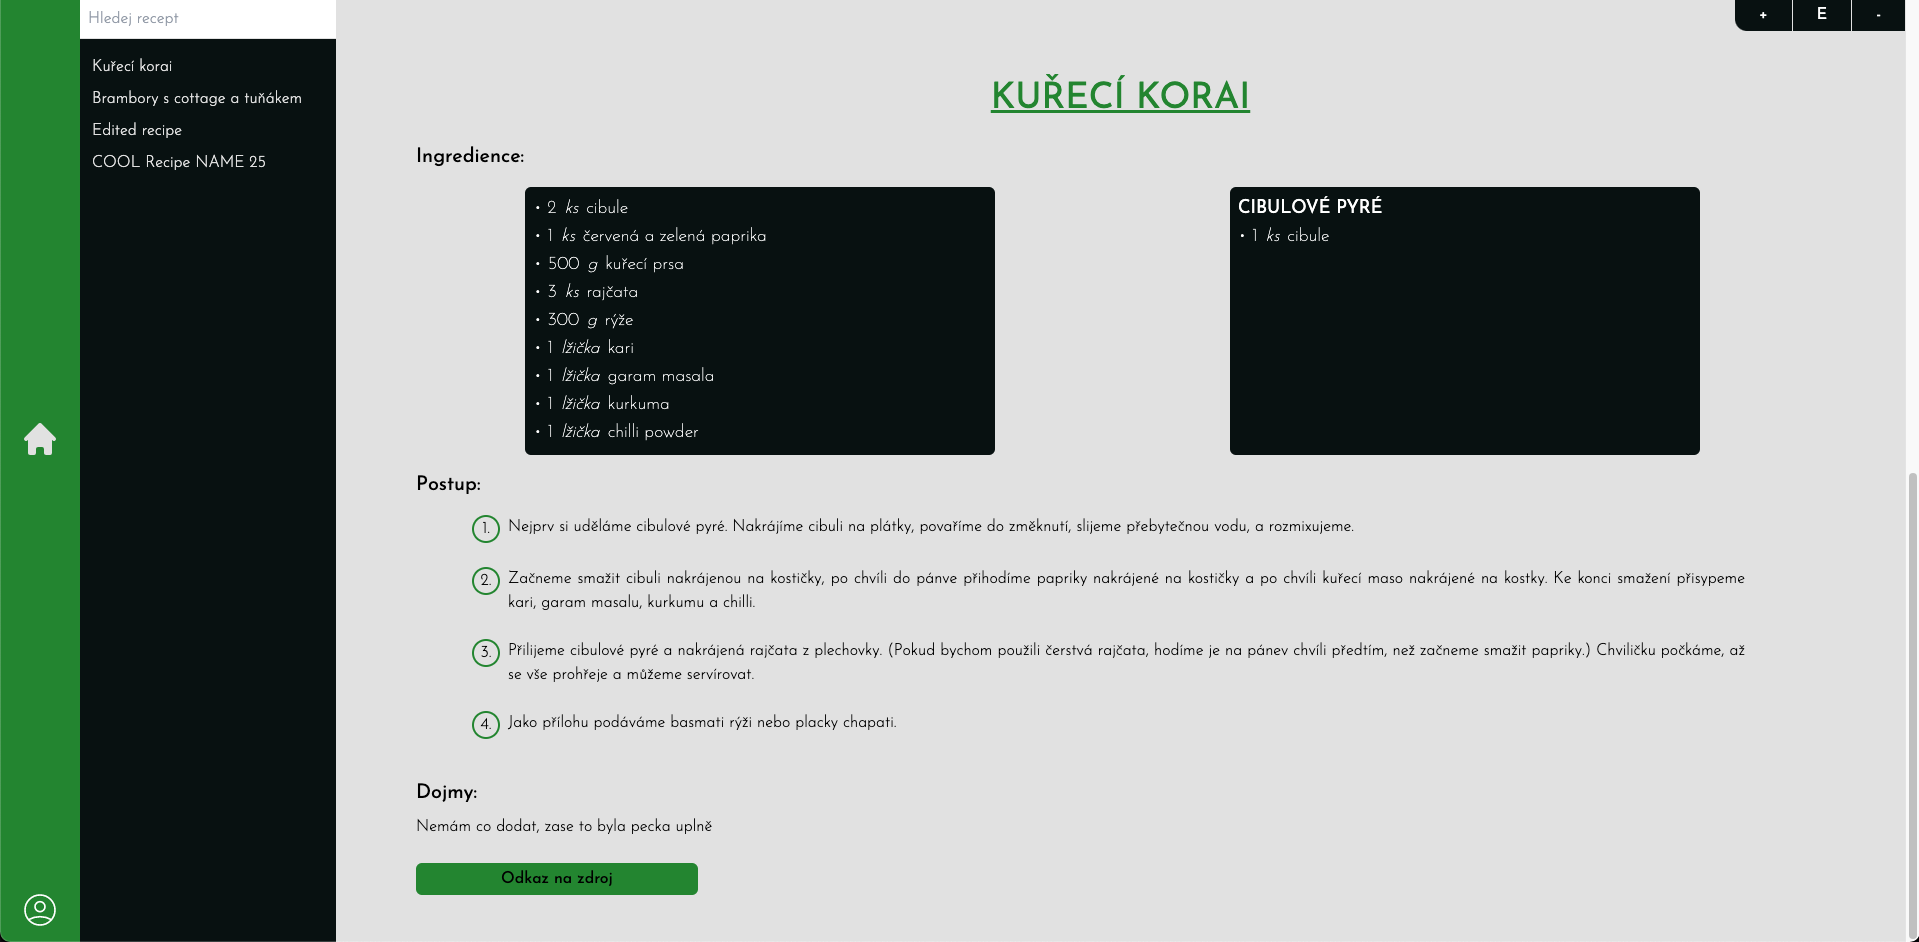 Hledej recept
Kuřecí korai
Brambory s cottage a tuňákem
Edited recipe
COOL Recipe NAME 25
+ E -
KUŘECÍ KORAI
Ingredience:
• 2 ks cibule
• 1 ks červená a zelená paprika
• 500 g kuřecí prsa
• 3 ks rajčata
• 300 g rýže
• 1 lžička kari
• 1 lžička garam masala
• 1 lžička kurkuma
• 1 lžička chilli powder
CIBULOVÉ PYRÉ
• 1 ks cibule
Postup:
1. Nejprv si uděláme cibulové pyré. Nakrájíme cibuli na plátky, povaříme do změknutí, slijeme přebytečnou vodu, a rozmixujeme.
2. Začneme smažit cibuli nakrájenou na kostičky, po chvíli do pánve přihodíme papriky nakrájené na kostičky a po chvíli kuřecí maso nakrájené na kostky. Ke konci smažení přisypeme
kari, garam masalu, kurkumu a chilli.
3. Přilijeme cibulové pyré a nakrájená rajčata z plechovky. (Pokud bychom použili čerstvá rajčata, hodíme je na pánev chvíli předtím, než začneme smažit papriky.) Chviličku počkáme, až
se vše prohřeje a můžeme servírovat.
4. Jako přílohu podáváme basmati rýži nebo placky chapati.
Dojmy:
Nemám co dodat, zase to byla pecka uplně
Odkaz na zdroj